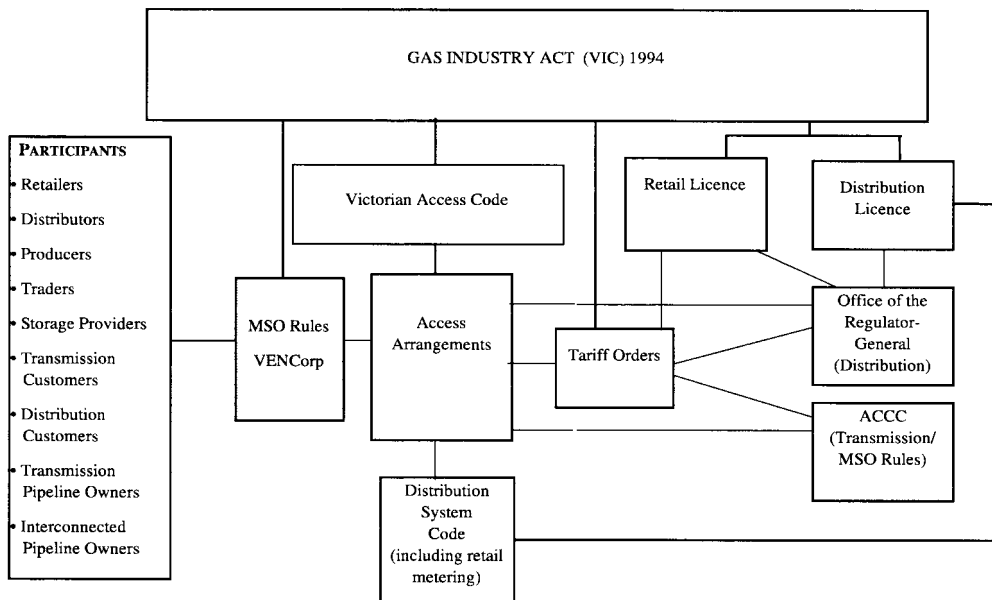 GAS INDUSTRY ACT (VIC) 1994
PARTICIPANTS
• Retailers
• Distributors
• Producers
• Traders
• Storage Providers
• Transmission
Customers
• Distribution
Customers
• Transmission
Pipeline Owners
• Interconnected
Pipeline Owners
Victorian Access Code
Retail Licence
Distribution
Licence
MSO Rules
VENCorp
Access
Arrangements
Tariff Orders
Office of the
Regulator-
General
(Distribution)
ACCC
(Transmission/
MSO Rules)
Distribution
System
Code
(including retail
metering)